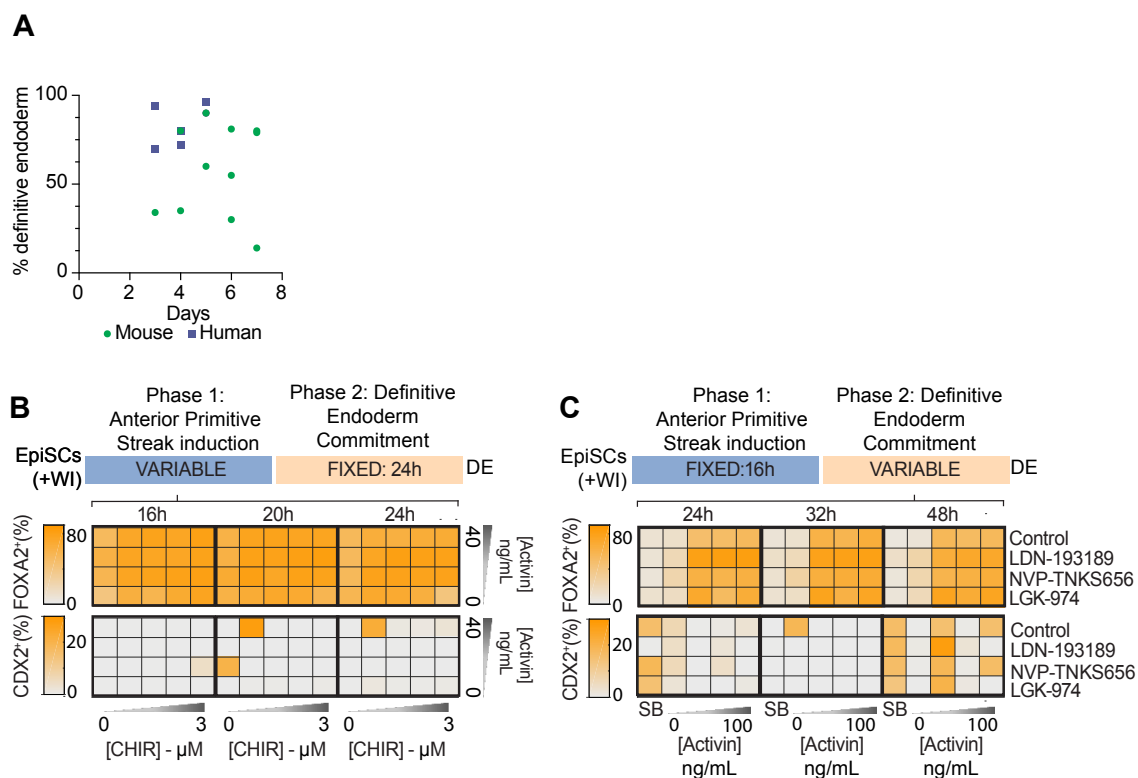 A
100
50
0
% definitive endoderm
0 2 4 6 8
Days
Mouse Human
B
Phase 1:
Anterior Primitive
Streak induction
Phase 2: Definitive
Endoderm
Commitment
EpiSCs
(+WI)
VARIABLE
FIXED: 24h
DE
16h 20h 24h
80
0
FOXA2⁺(%)
40
0
[Activin]
ng/mL
20
0
CDX2⁺(%)
40
0
[Activin]
ng/mL
0 3 0 3 0 3
[CHIR] - µM [CHIR] - µM [CHIR] - µM
C
Phase 1:
Anterior Primitive
Streak induction
Phase 2: Definitive
Endoderm
Commitment
EpiSCs
(+WI)
FIXED:16h
VARIABLE
DE
24h 32h 48h
80
0
FOXA2⁺(%)
Control
LDN-193189
NVP-TNKS656
LGK-974
20
0
CDX2⁺(%)
Control
LDN-193189
NVP-TNKS656
LGK-974
SB 0 100 SB 0 100 SB 0 100
[Activin] [Activin] [Activin]
ng/mL ng/mL ng/mL